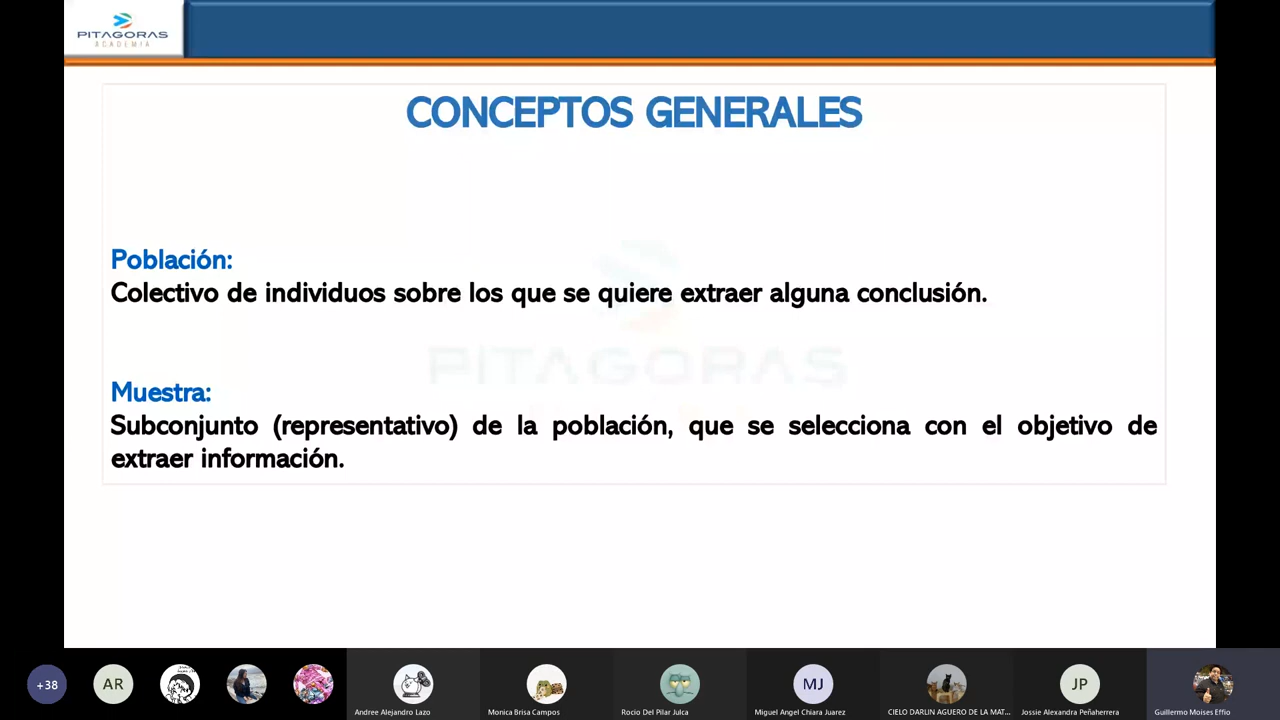 PITAGORAS
ACADEMIA
CONCEPTOS GENERALES
Población:
Colectivo de individuos sobre los que se quiere extraer alguna conclusión.
PITAGORAS
Muestra:
Subconjunto (representativo) de la población, que se selecciona con el objetivo de
extraer información.
+38
AR
MJ
JP
Andree Alejandro Lazo
Monica Brisa Campos
Rocio Del Pilar Julca
Miguel Angel Chiara Juarez
CIELO DARLIN AGUERO DE LA MAT...
Jossie Alexandra Peñaherrera
Guillermo Moises Effio